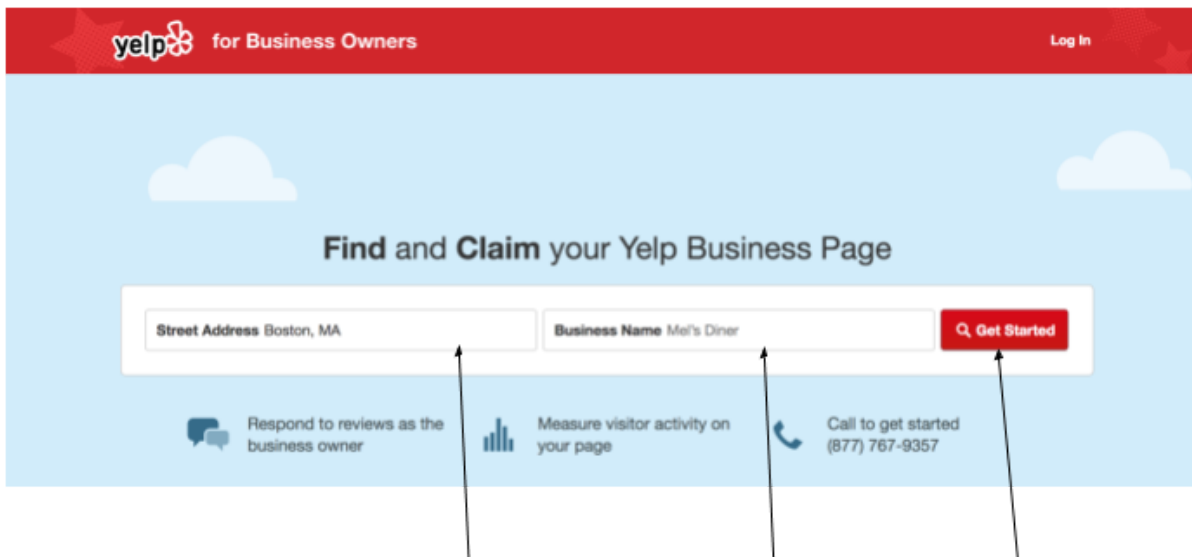 yelp for Business Owners
Log In
Find and Claim your Yelp Business Page
Street Address Boston, MA
Business Name Mel's Diner
Get Started
Respond to reviews as the
business owner
Measure visitor activity on
your page
Call to get started
(877) 767-9357